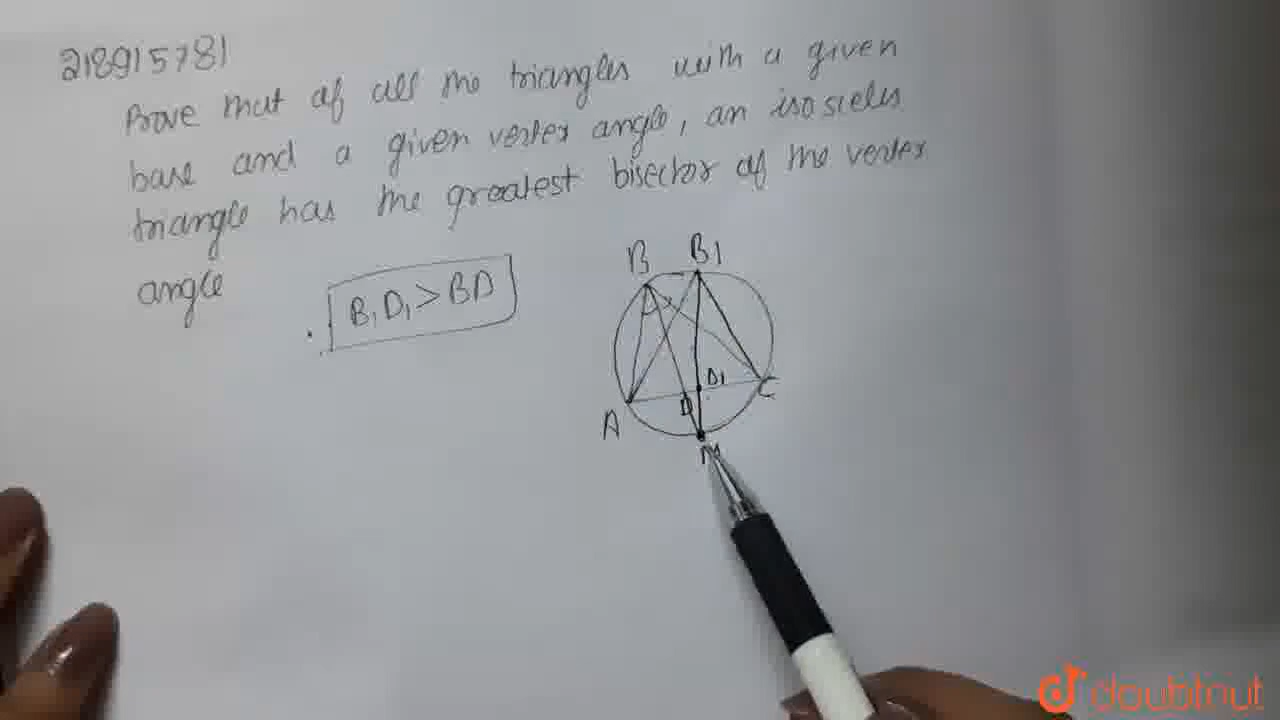 218915781
Prove that of all the triangles with a given
base and a given vertex angle, an isosceles
triangle has the greatest bisector of the vertex
angle
B₁D₁ > BD
B B1
D1
D
A C
M
doubtnut